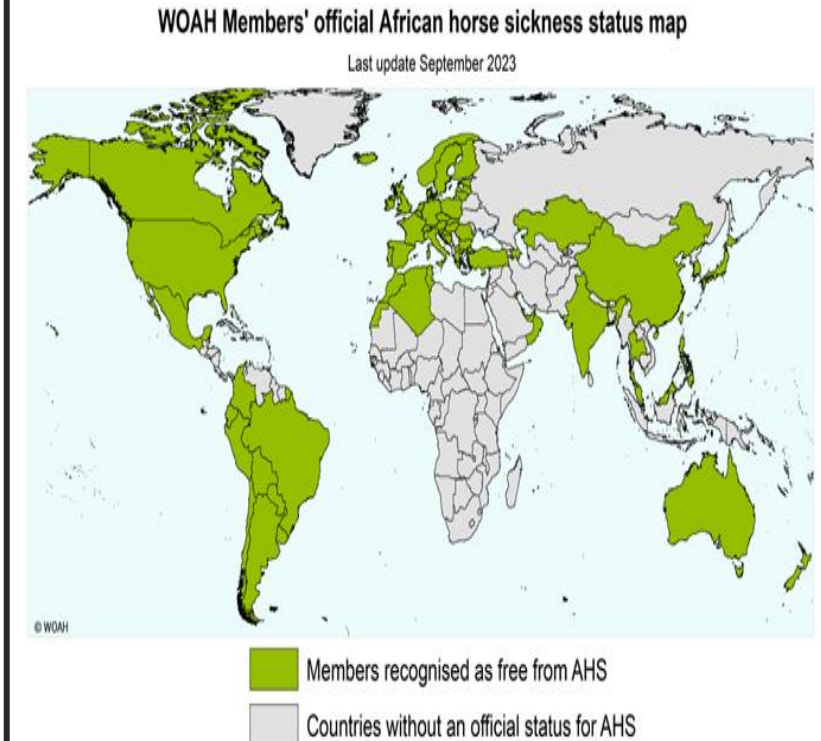 WOAH Members' official African horse sickness status map
Last update September 2023
© WOAH
Members recognised as free from AHS
Countries without an official status for AHS